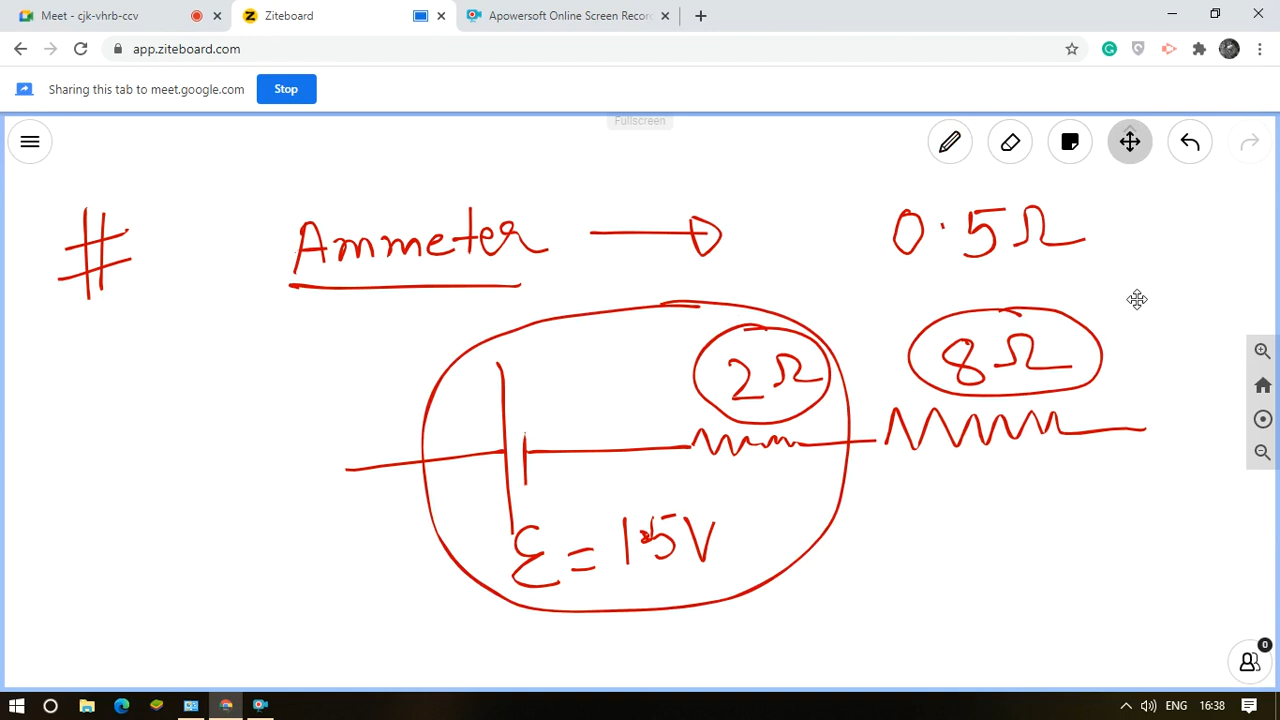 Meet - cjk-vhrb-ccv
Ziteboard
Apowersoft Online Screen Recor
app.ziteboard.com
Sharing this tab to meet.google.com
Stop
Fullscreen
# Ammeter → 0.5Ω
2Ω 8Ω
ε = 1.5V
0
ENG 16:38